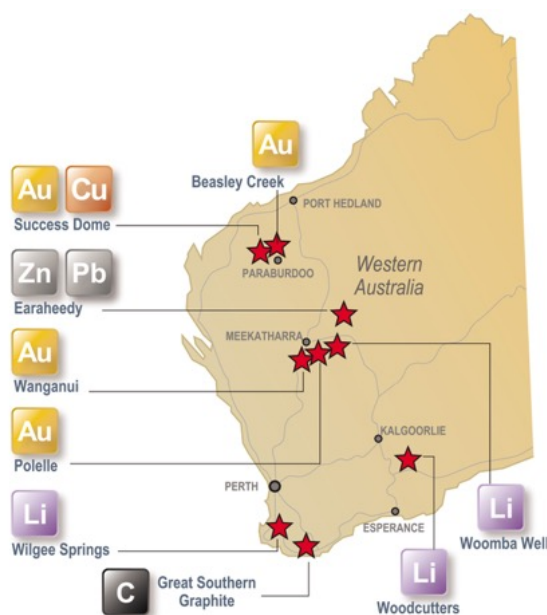 Au
Beasley Creek
Au Cu
Success Dome
PORT HEDLAND
PARABURDOO
Western
Australia
Zn Pb
Earaheedy
MEEKATHARRA
Au
Wanganui
Au
Polelle
KALGOORLIE
PERTH
ESPERANCE
Li
Wilgee Springs
Li
Woomba Well
C
Great Southern
Graphite
Li
Woodcutters